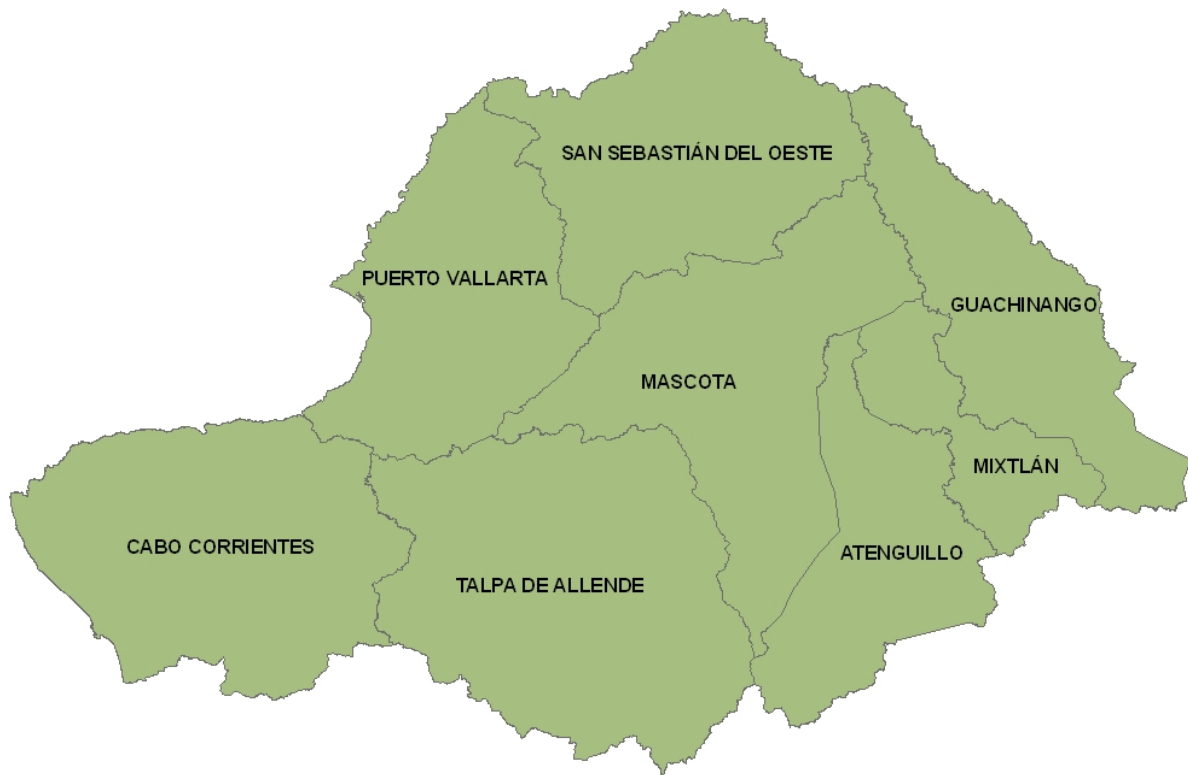 SAN SEBASTIÁN DEL OESTE
PUERTO VALLARTA
GUACHINANGO
MASCOTA
MIXTLÁN
CABO CORRIENTES
ATENGUILLO
TALPA DE ALLENDE